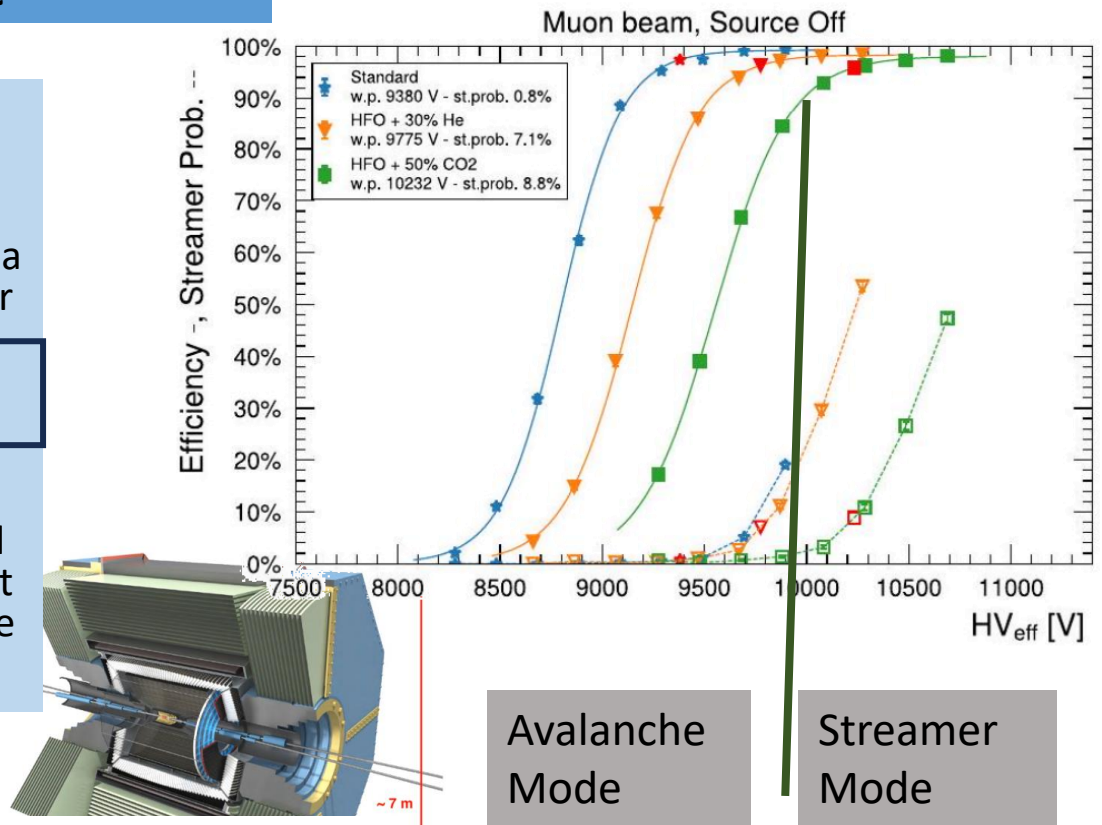 a
r
l
t
e
Muon beam, Source Off
Efficiency -, Streamer Prob. --
100%
90%
80%
70%
60%
50%
40%
30%
20%
10%
0%
Standard
w.p. 9380 V - st.prob. 0.8%
HFO + 30% He
w.p. 9775 V - st.prob. 7.1%
HFO + 50% CO2
w.p. 10232 V - st.prob. 8.8%
7500 8000 8500 9000 9500 10000 10500 11000
HVeff [V]
~ 7 m
Avalanche
Mode
Streamer
Mode